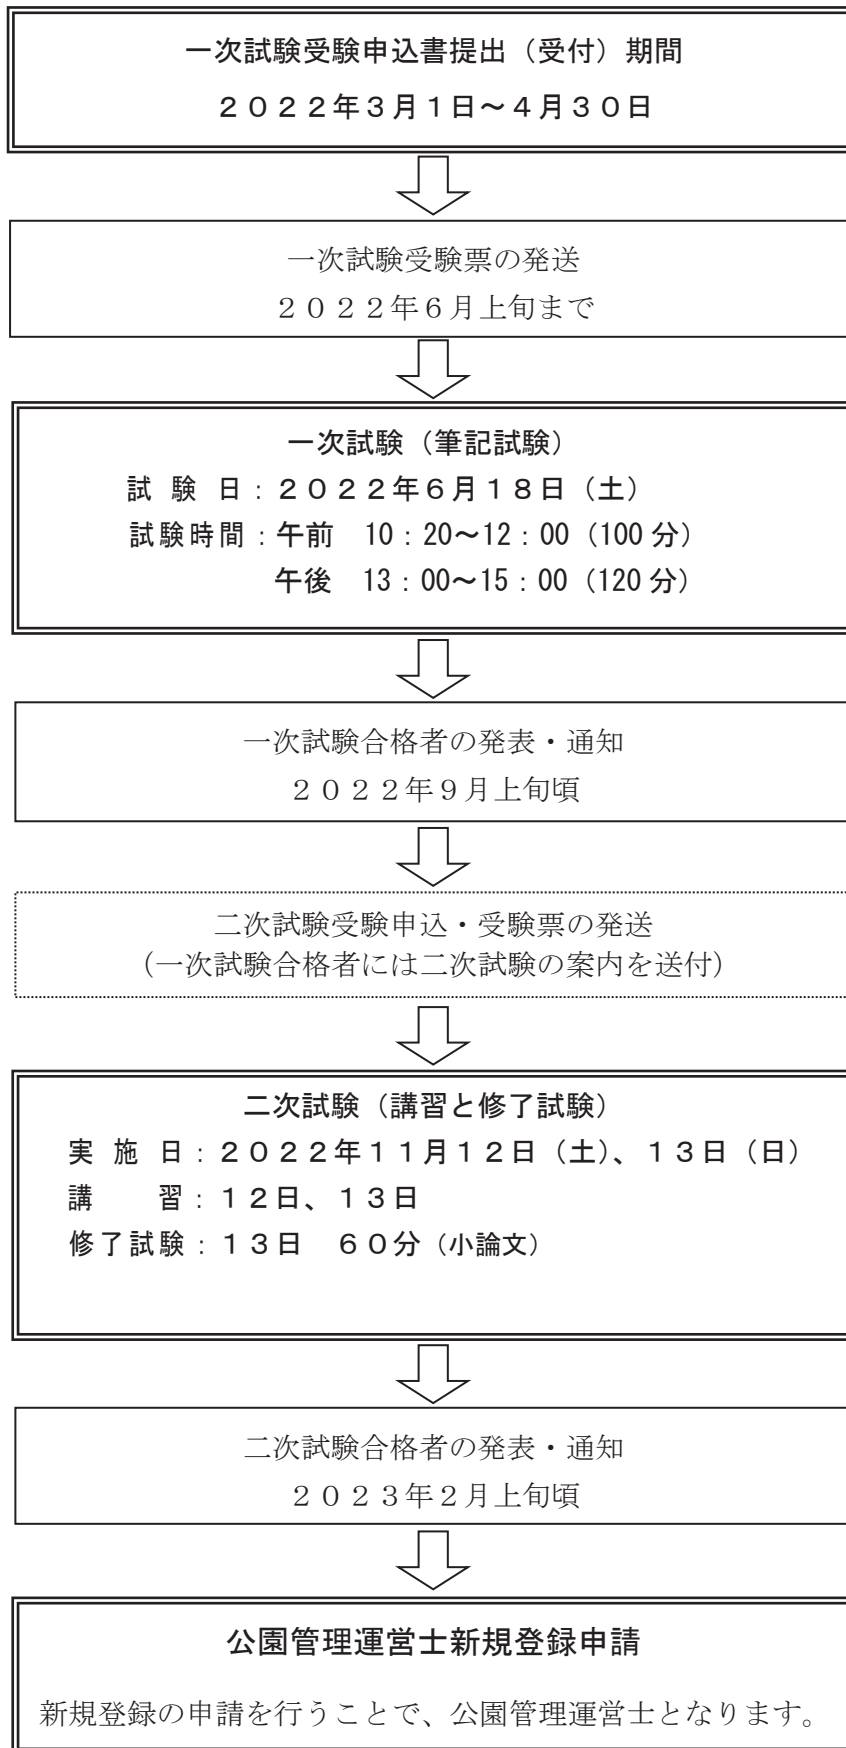 一次試験受験申込書提出（受付）期間
２０２２年３月１日～４月３０日
一次試験受験票の発送
２０２２年６月上旬まで
一次試験（筆記試験）
試 験 日：２０２２年６月１８日（土）
試験時間：午前　10：20～12：00（100 分）
午後　13：00～15：00（120 分）
一次試験合格者の発表・通知
２０２２年９月上旬頃
二次試験受験申込・受験票の発送
（一次試験合格者には二次試験の案内を送付）
二次試験（講習と修了試験）
実 施 日：２０２２年１１月１２日（土）、１３日（日）
講　　習：１２日、１３日
修了試験：１３日　６０分（小論文）
二次試験合格者の発表・通知
２０２３年２月上旬頃
公園管理運営士新規登録申請
新規登録の申請を行うことで、公園管理運営士となります。